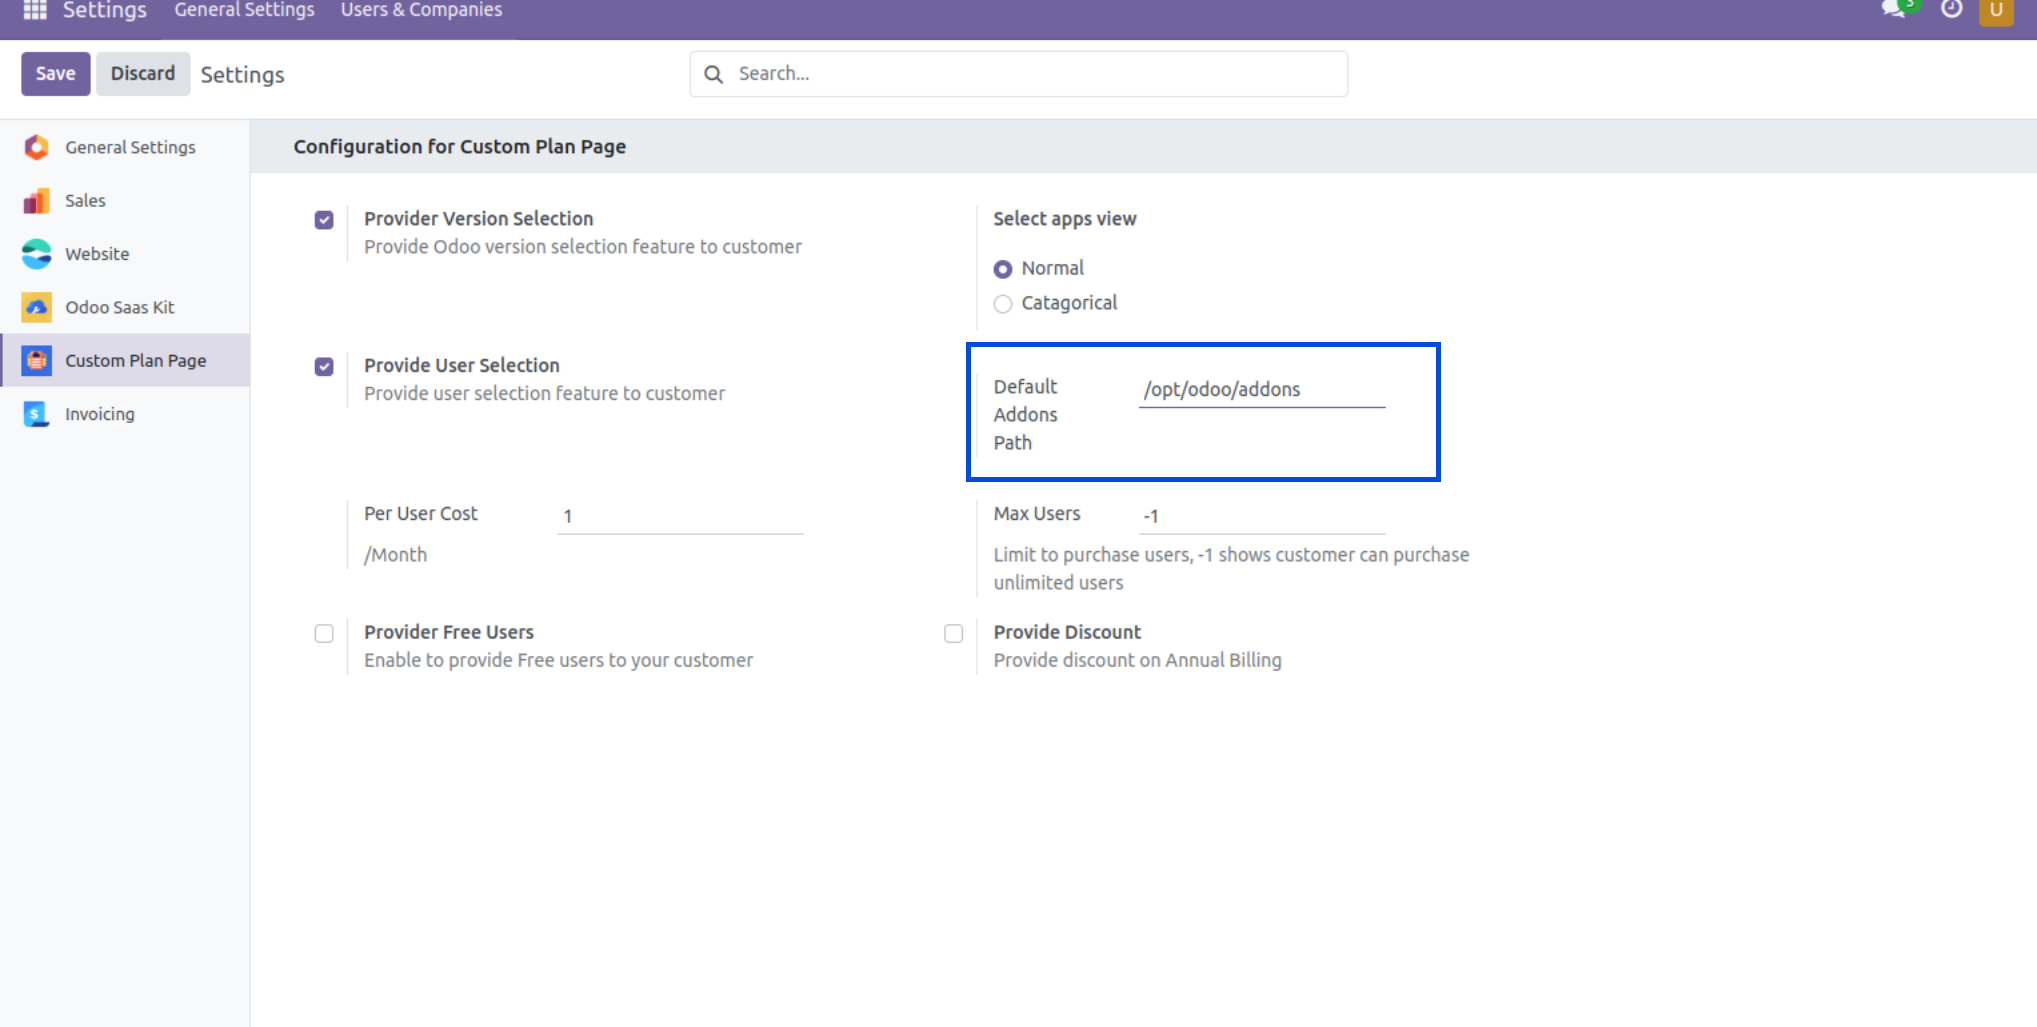 Settings General Settings Users & Companies 3 U
Save Discard Settings Search...
General Settings
Sales
Website
Odoo Saas Kit
Custom Plan Page
Invoicing
Configuration for Custom Plan Page
Provider Version Selection
Provide Odoo version selection feature to customer
Select apps view
Normal
Catagorical
Provide User Selection
Provide user selection feature to customer
Default /opt/odoo/addons
Addons
Path
Per User Cost 1
/Month
Max Users -1
Limit to purchase users, -1 shows customer can purchase
unlimited users
Provider Free Users
Enable to provide Free users to your customer
Provide Discount
Provide discount on Annual Billing